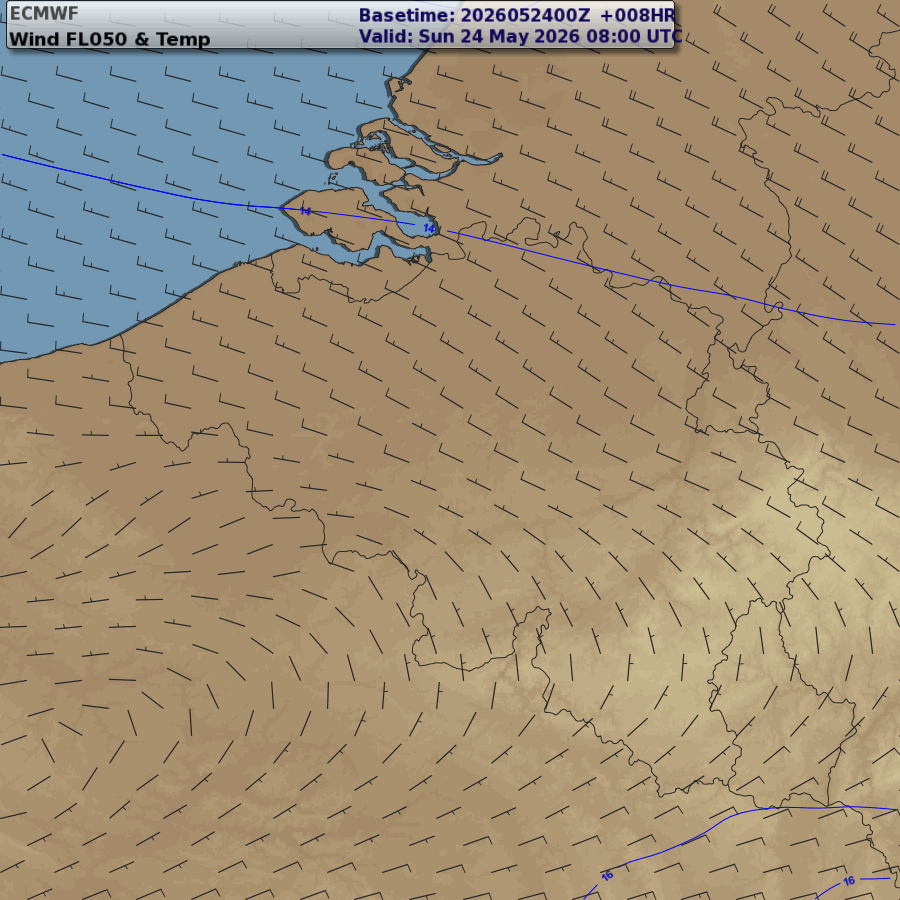 ECMWF
Basetime: 2026052400Z +008HR
Wind FL050 & Temp
Valid: Sun 24 May 2026 08:00 UTC
14
14
16
16